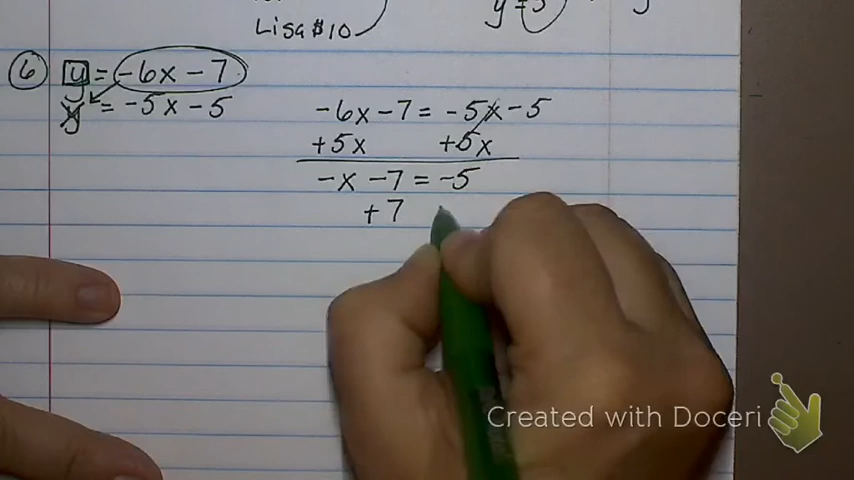 Lisa $10
y=5
y
6 y = -6x - 7
y = -5x - 5
-6x - 7 = -5x - 5
+5x +5x
-x - 7 = -5
+ 7
Created with Doceri